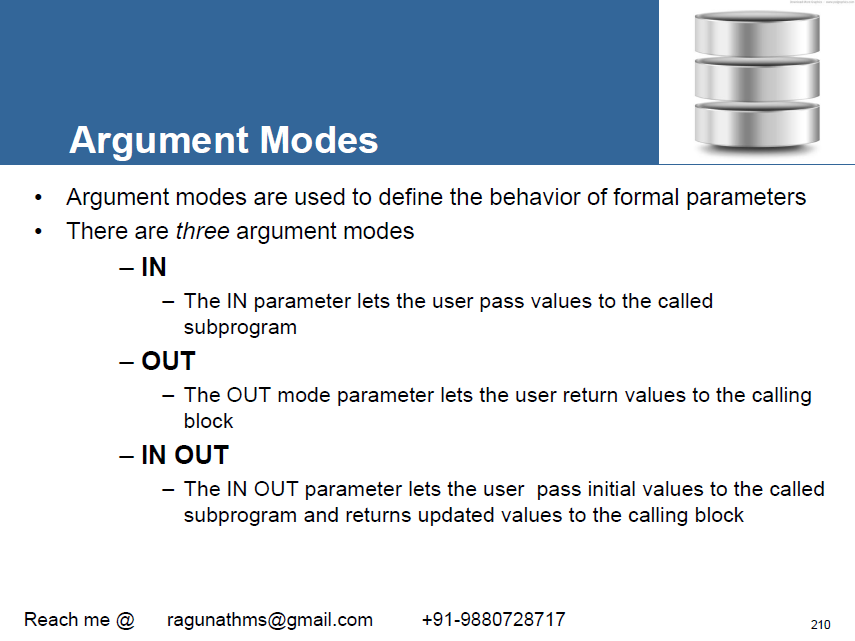 Argument Modes
• Argument modes are used to define the behavior of formal parameters
• There are three argument modes
– IN
– The IN parameter lets the user pass values to the called
subprogram
– OUT
– The OUT mode parameter lets the user return values to the calling
block
– IN OUT
– The IN OUT parameter lets the user  pass initial values to the called
subprogram and returns updated values to the calling block
Reach me @ ragunathms@gmail.com +91-9880728717
210